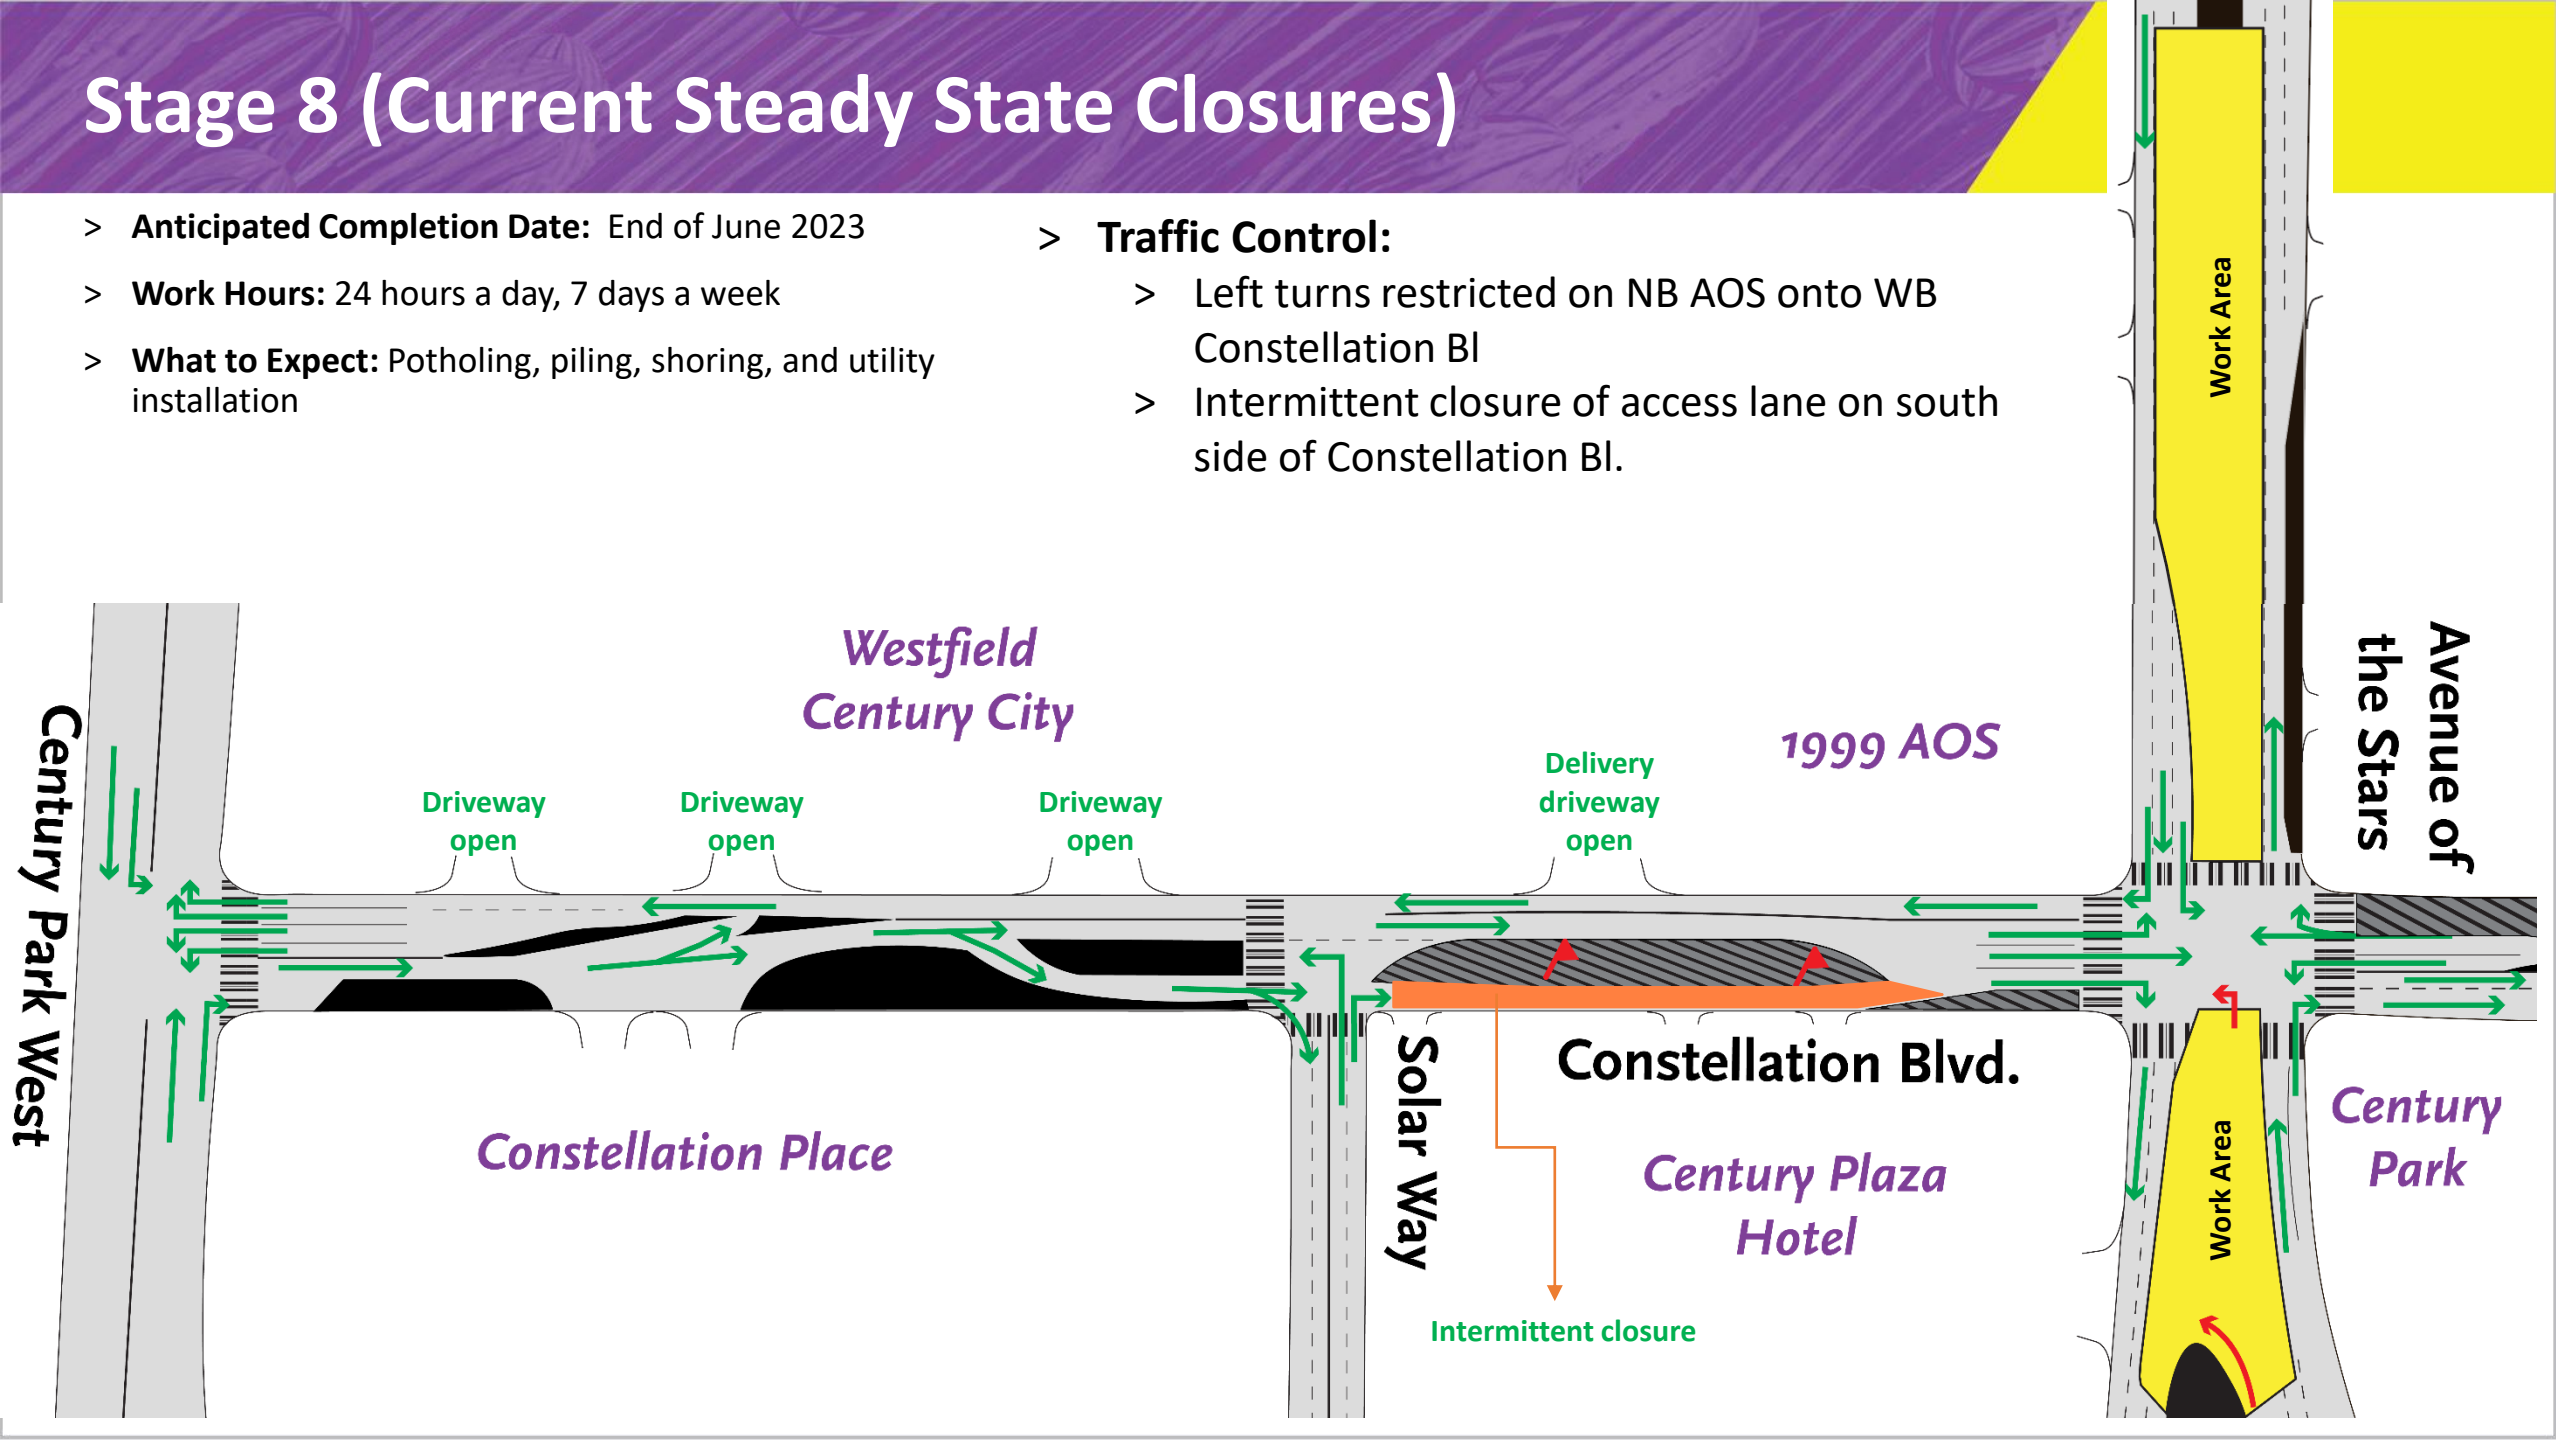 Stage 8 (Current Steady State Closures)
> Anticipated Completion Date: End of June 2023
> Work Hours: 24 hours a day, 7 days a week
> What to Expect: Potholing, piling, shoring, and utility
installation
> Traffic Control:
> Left turns restricted on NB AOS onto WB
Constellation Bl
> Intermittent closure of access lane on south
side of Constellation Bl.
Work Area
Westfield
Century City
1999 AOS
Avenue of
the Stars
Century Park West
Driveway
open
Driveway
open
Driveway
open
Delivery
driveway
open
Solar Way
Constellation Blvd.
Constellation Place
Century Plaza
Hotel
Work Area
Century
Park
Intermittent closure